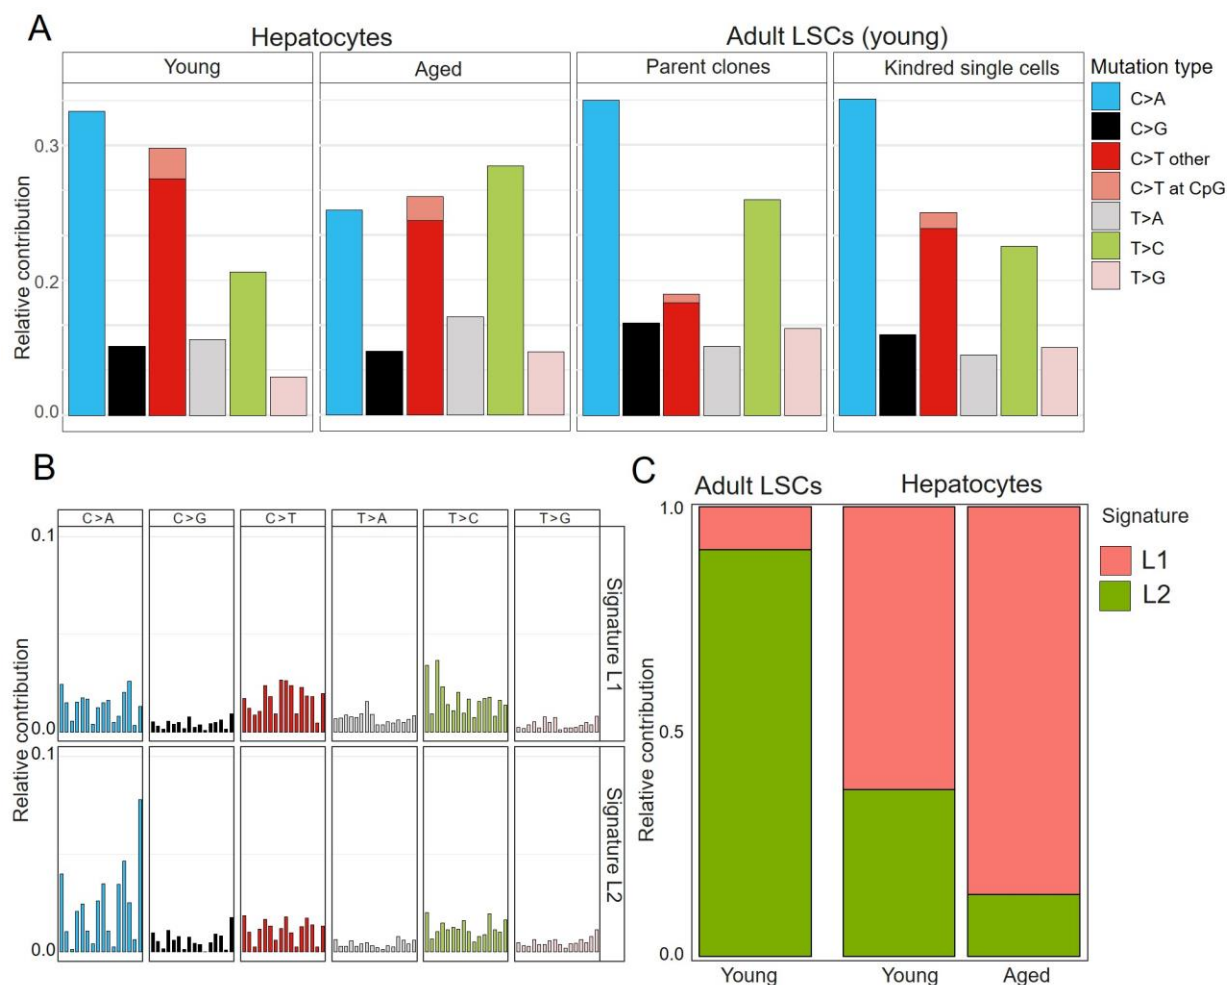 A
Hepatocytes
Adult LSCs (young)
Young
Aged
Parent clones
Kindred single cells
Relative contribution
0.3
0.2
0.0
Mutation type
C>A
C>G
C>T other
C>T at CpG
T>A
T>C
T>G
B
C>A
C>G
C>T
T>A
T>C
T>G
Relative contribution
0.1
0.0
0.1
0.0
Signature L1
Signature L2
C
Adult LSCs
Hepatocytes
1.0
0.5
0.0
Relative contribution
Young
Young
Aged
Signature
L1
L2